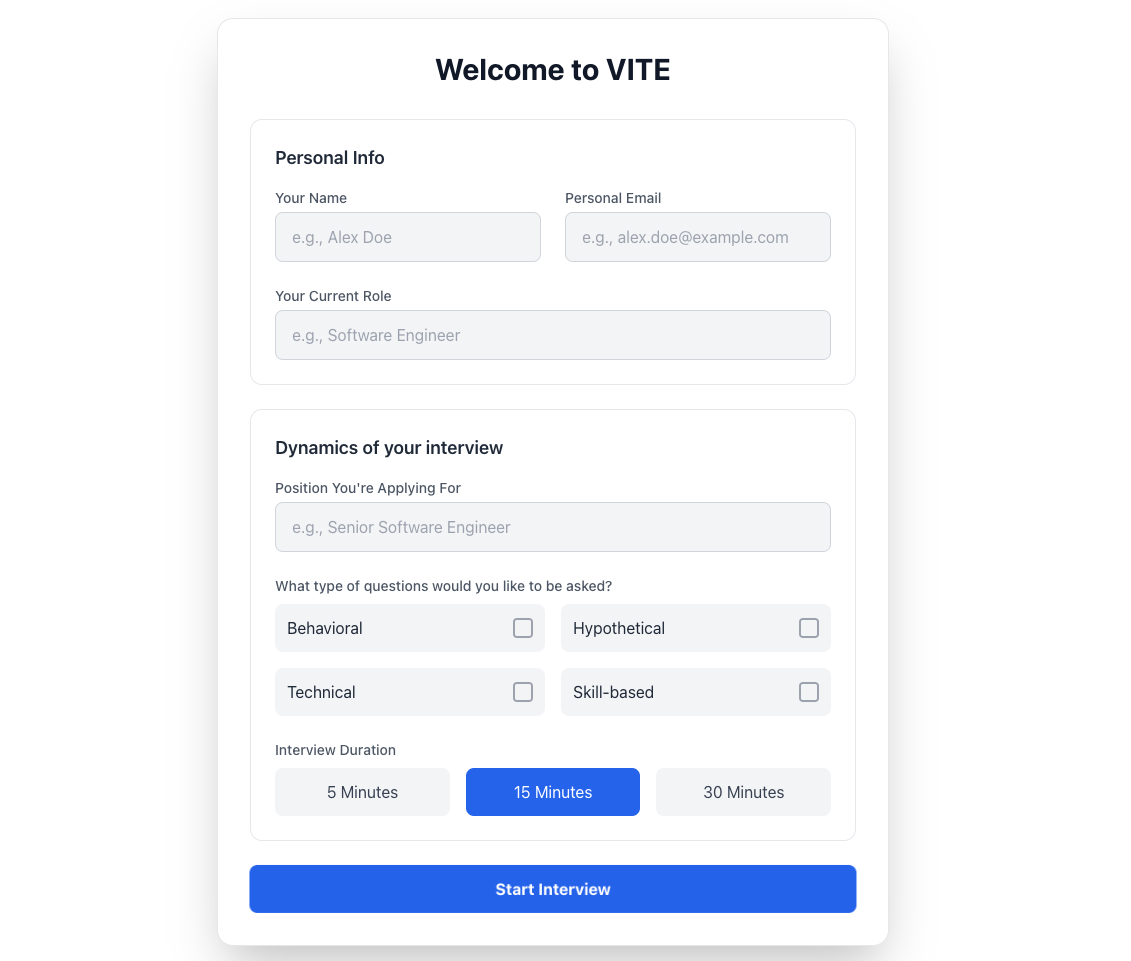 Welcome to VITE
Personal Info
Your Name
Personal Email
e.g., Alex Doe
e.g., alex.doe@example.com
Your Current Role
e.g., Software Engineer
Dynamics of your interview
Position You're Applying For
e.g., Senior Software Engineer
What type of questions would you like to be asked?
Behavioral
Hypothetical
Technical
Skill-based
Interview Duration
5 Minutes
15 Minutes
30 Minutes
Start Interview